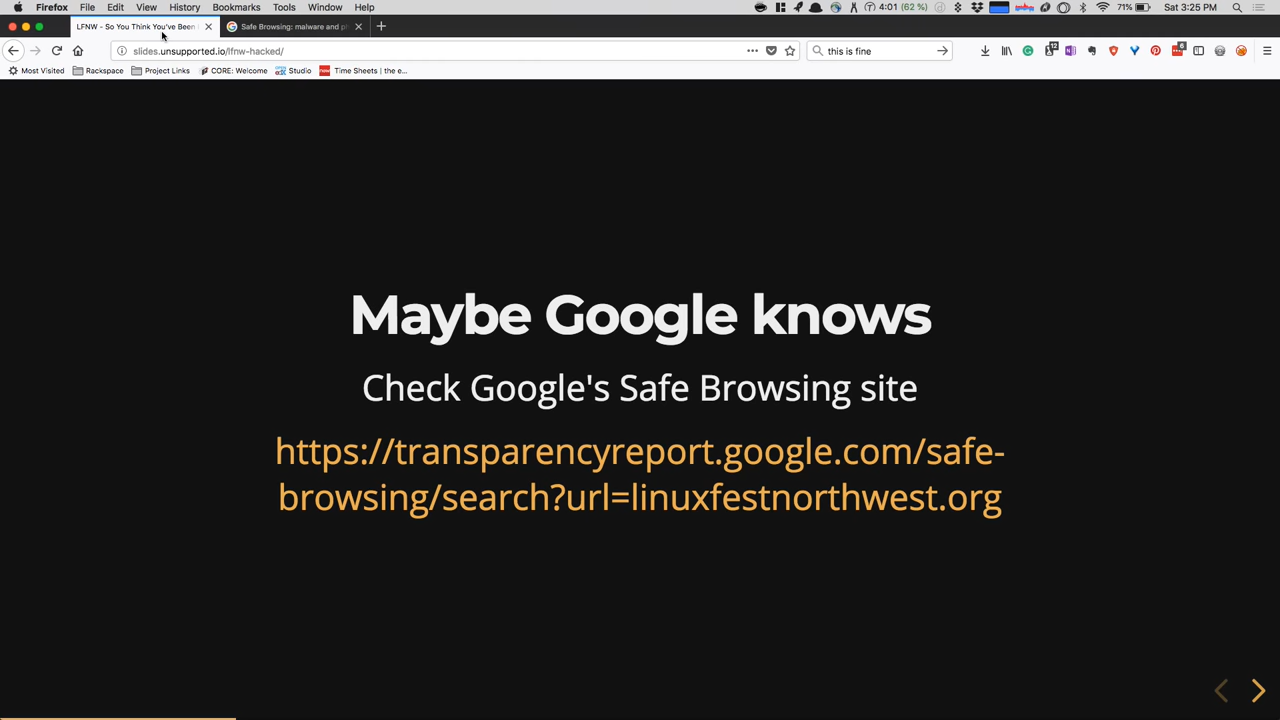 Firefox File Edit View History Bookmarks Tools Window Help 4:01 (62 %) 71% Sat 3:25 PM
LFNW - So You Think You've Been Safe Browsing: malware and ph
slides.unsupported.io/lfnw-hacked/ this is fine 12 6
Most Visited Rackspace Project Links CORE: Welcome Studio Time Sheets | the e...
Maybe Google knows
Check Google's Safe Browsing site
https://transparencyreport.google.com/safe-
browsing/search?url=linuxfestnorthwest.org